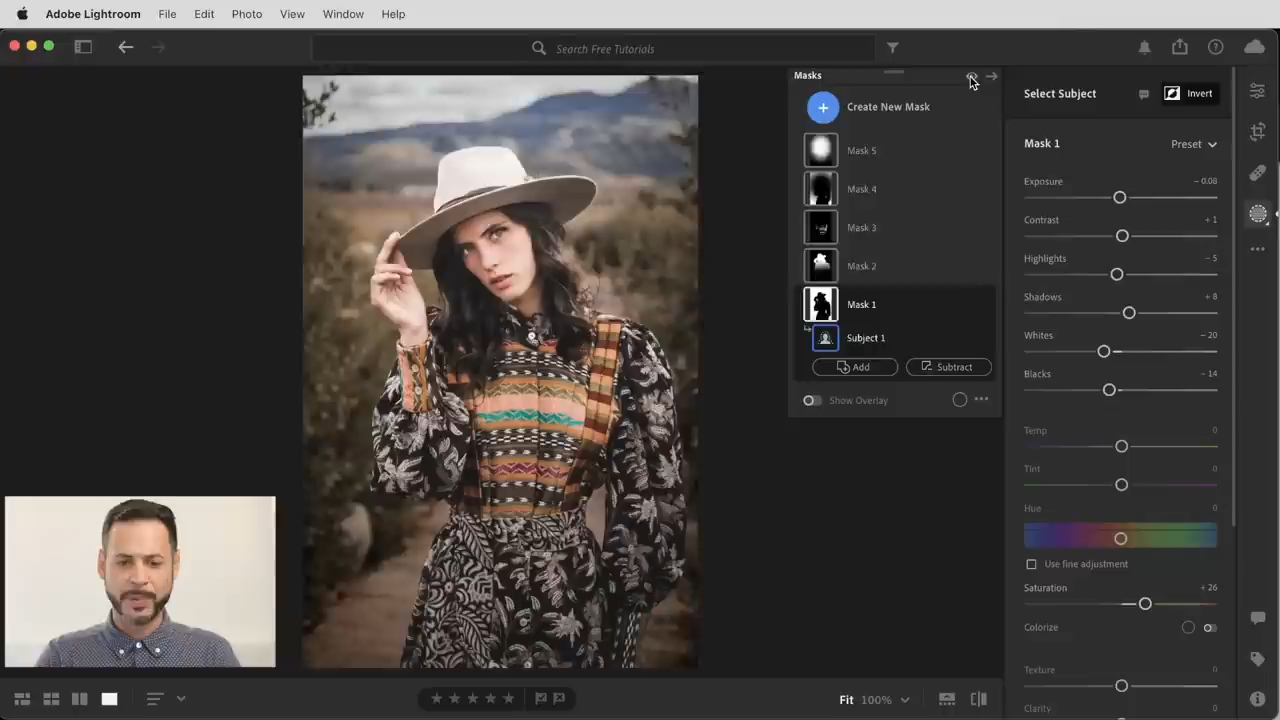 Adobe Lightroom File Edit Photo View Window Help
Search Free Tutorials
Masks
Create New Mask
Mask 5
Mask 4
Mask 3
Mask 2
Mask 1
Subject 1
Add Subtract
Show Overlay
Select Subject Invert
Mask 1 Preset
Exposure − 0.08
Contrast + 1
Highlights − 5
Shadows + 8
Whites − 20
Blacks − 14
Temp 0
Tint 0
Hue 0
Use fine adjustment
Saturation + 26
Colorize
Texture 0
Clarity 0
Fit 100%